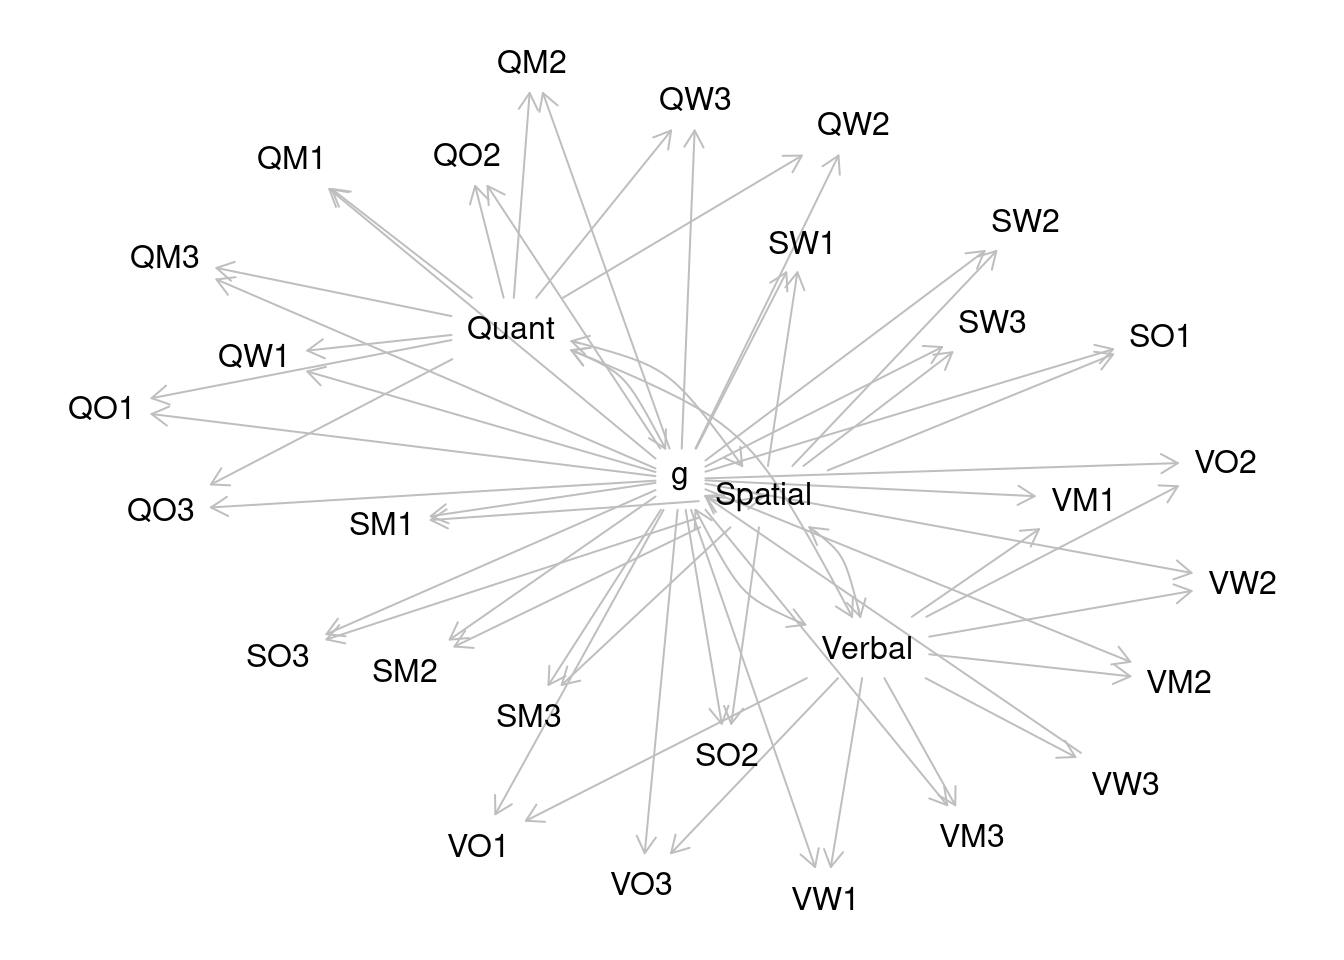 QM2
QW3
QW2
QM1
QO2
SW2
SW1
QM3
SW3
Quant
SO1
QW1
QO1
VO2
g
Spatial
VM1
QO3
SM1
VW2
Verbal
SO3
SM2
VM2
SM3
SO2
VW3
VM3
VO1
VO3
VW1